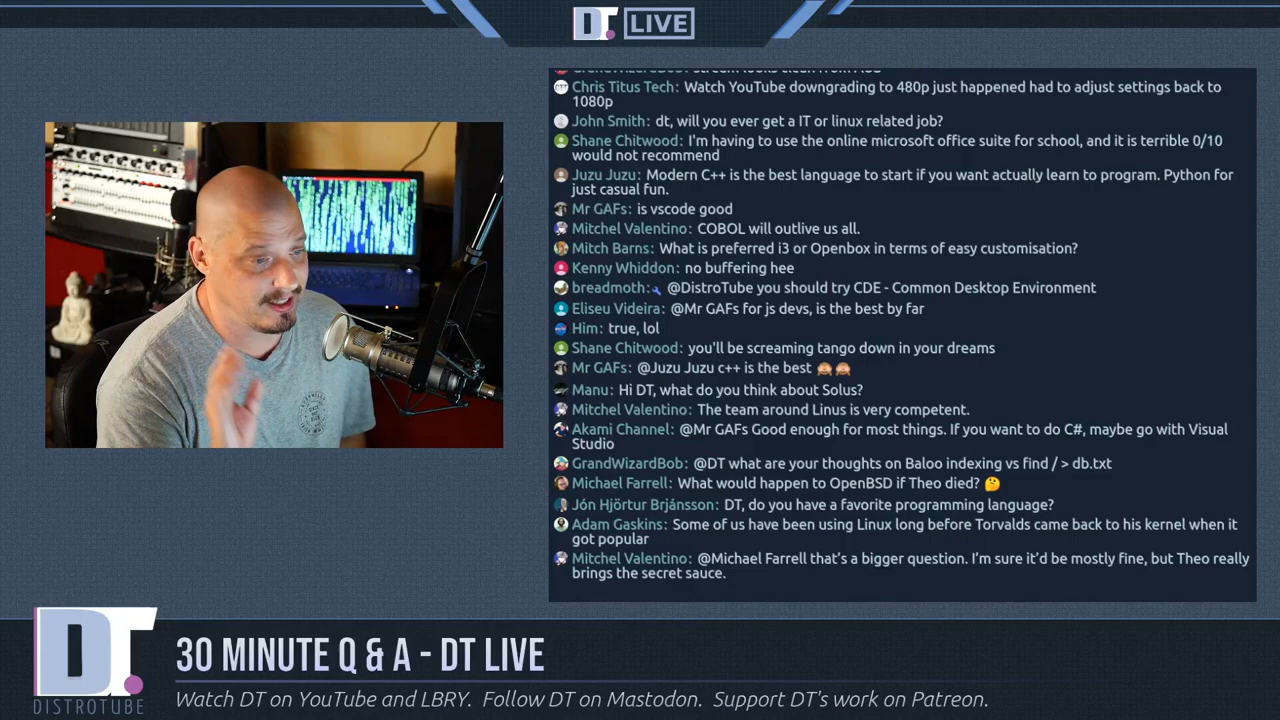 DT. LIVE
Chris Titus Tech: Watch YouTube downgrading to 480p just happened had to adjust settings back to
1080p
John Smith: dt, will you ever get a IT or linux related job?
Shane Chitwood: I'm having to use the online microsoft office suite for school, and it is terrible 0/10
would not recommend
Juzu Juzu: Modern C++ is the best language to start if you want actually learn to program. Python for
just casual fun.
Mr GAFs: is vscode good
Mitchel Valentino: COBOL will outlive us all.
Mitch Barns: What is preferred i3 or Openbox in terms of easy customisation?
Kenny Whiddon: no buffering hee
breadmoth: @DistroTube you should try CDE - Common Desktop Environment
Eliseu Videira: @Mr GAFs for js devs, is the best by far
Him: true, lol
Shane Chitwood: you'll be screaming tango down in your dreams
Mr GAFs: @Juzu Juzu c++ is the best 🙈🙈
Manu: Hi DT, what do you think about Solus?
Mitchel Valentino: The team around Linus is very competent.
Akami Channel: @Mr GAFs Good enough for most things. If you want to do C#, maybe go with Visual
Studio
GrandWizardBob: @DT what are your thoughts on Baloo indexing vs find / > db.txt
Michael Farrell: What would happen to OpenBSD if Theo died? 🤔
Jón Hjörtur Brjánsson: DT, do you have a favorite programming language?
Adam Gaskins: Some of us have been using Linux long before Torvalds came back to his kernel when it
got popular
Mitchel Valentino: @Michael Farrell that's a bigger question. I'm sure it'd be mostly fine, but Theo really
brings the secret sauce.
DT.
DISTROTUBE
30 MINUTE Q & A - DT LIVE
Watch DT on YouTube and LBRY. Follow DT on Mastodon. Support DT's work on Patreon.